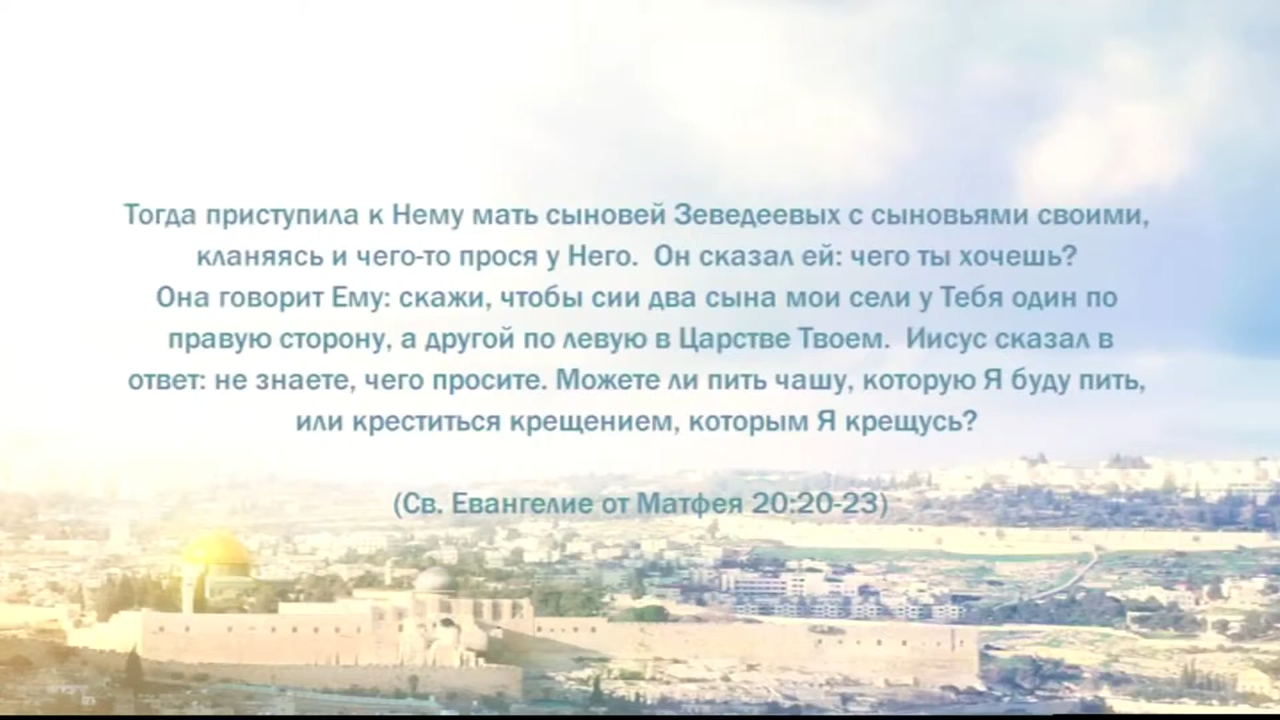 Тогда приступила к Нему мать сыновей Зеведеевых с сыновьями своими,
кланяясь и чего-то прося у Него.  Он сказал ей: чего ты хочешь?
Она говорит Ему: скажи, чтобы сии два сына мои сели у Тебя один по
правую сторону, а другой по левую в Царстве Твоем.  Иисус сказал в
ответ: не знаете, чего просите. Можете ли пить чашу, которую Я буду пить,
или креститься крещением, которым Я крещусь?
(Св. Евангелие от Матфея 20:20-23)